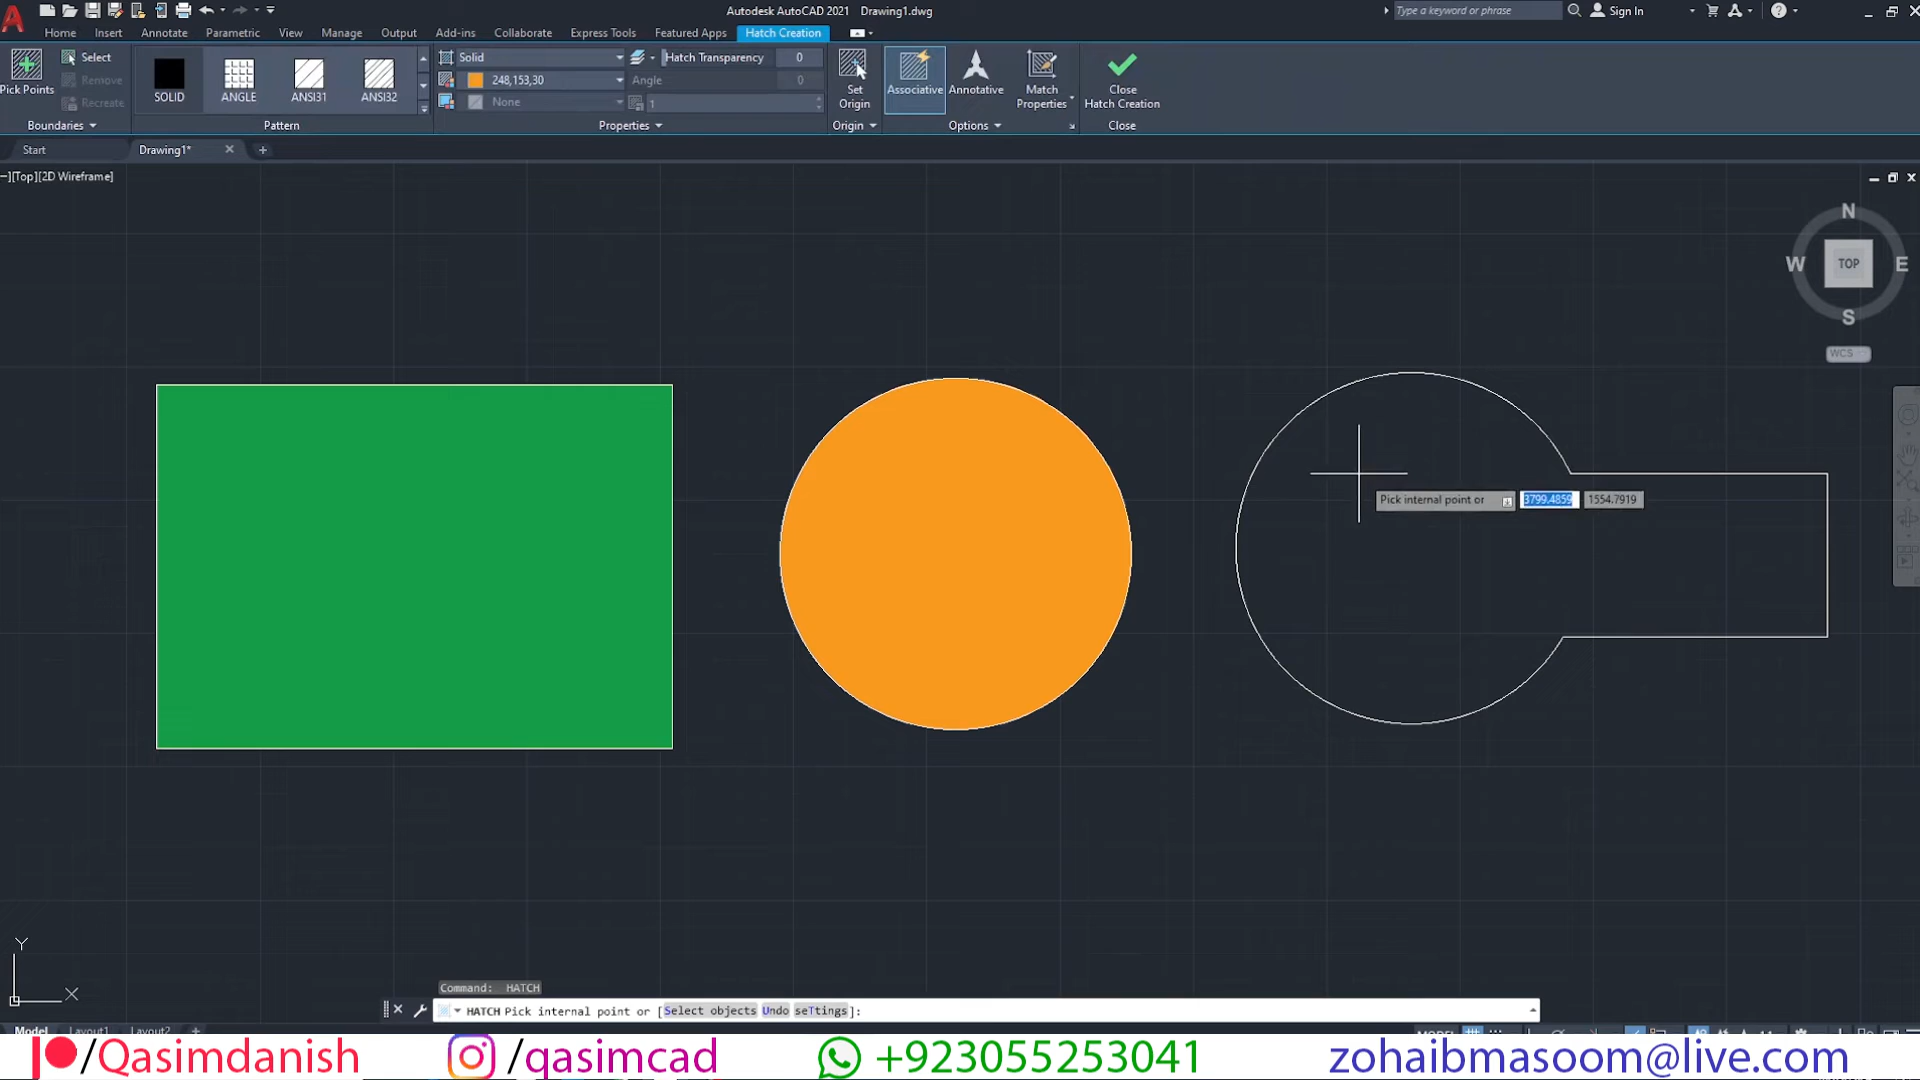 Autodesk AutoCAD 2021 Drawing1.dwg
Type a keyword or phrase
Sign In
Home Insert Annotate Parametric View Manage Output Add-ins Collaborate Express Tools Featured Apps Hatch Creation
Pick Points
Select
Remove
Recreate
Boundaries
SOLID
ANGLE
ANSI31
ANSI32
Pattern
Solid
Hatch Transparency 0
248,153,30
Angle 0
None
1
Properties
Set
Origin
Origin
Associative
Annotative
Match
Properties
Options
Close
Hatch Creation
Close
Start
Drawing1*
][Top][2D Wireframe]
N
W TOP E
S
WCS
Pick internal point or 3799.4859 1554.7919
Y
X
Command: HATCH
HATCH Pick internal point or [Select objects Undo seTtings]:
Model Layout1 Layout2 +
MODEL
/Qasimdanish
/qasimcad
+923055253041
zohaibmasoom@live.com